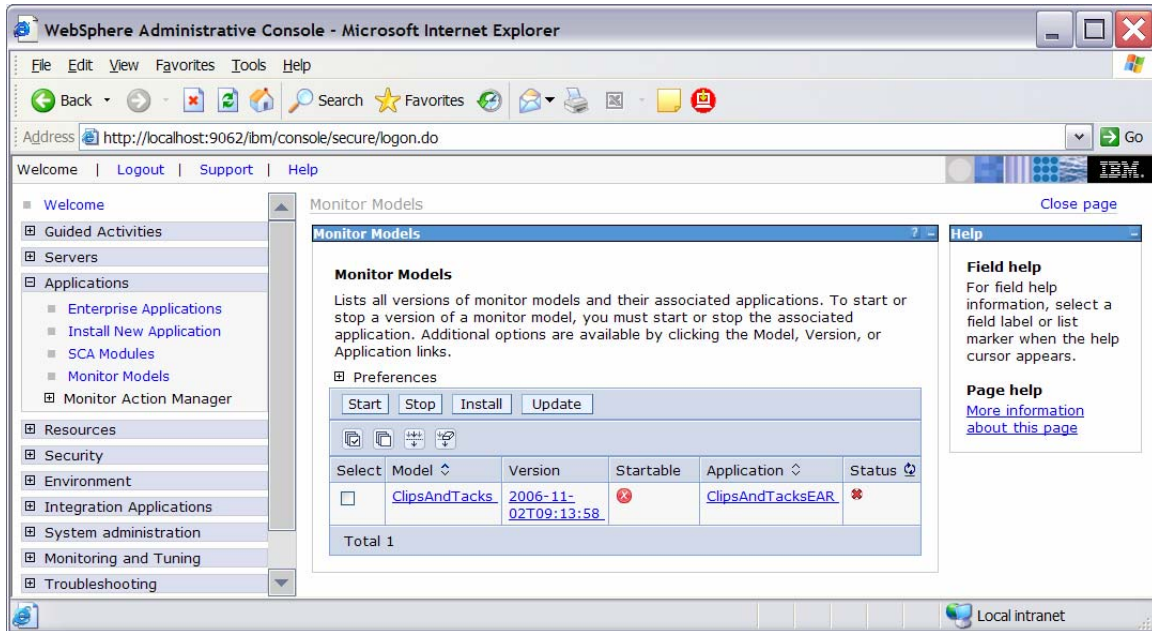 WebSphere Administrative Console - Microsoft Internet Explorer
File Edit View Favorites Tools Help
Back Search Favorites
Address http://localhost:9062/ibm/console/secure/logon.do Go
Welcome | Logout | Support | Help IBM.
Welcome
Guided Activities
Servers
Applications
Enterprise Applications
Install New Application
SCA Modules
Monitor Models
Monitor Action Manager
Resources
Security
Environment
Integration Applications
System administration
Monitoring and Tuning
Troubleshooting
Monitor Models Close page
Monitor Models ? -
Monitor Models
Lists all versions of monitor models and their associated applications. To start or
stop a version of a monitor model, you must start or stop the associated
application. Additional options are available by clicking the Model, Version, or
Application links.
Preferences
Start Stop Install Update
Select Model Version Startable Application Status
ClipsAndTacks 2006-11-
02T09:13:58 ClipsAndTacksEAR
Total 1
Help -
Field help
For field help
information, select a
field label or list
marker when the help
cursor appears.
Page help
More information
about this page
Local intranet